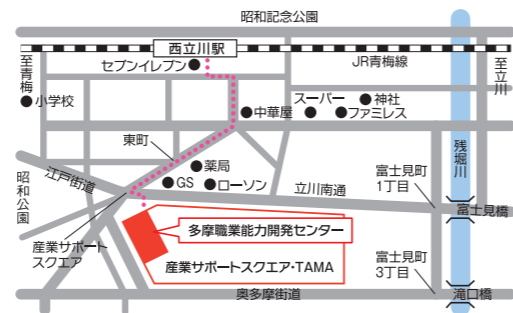 昭和記念公園
西立川駅
セブンイレブン
JR青梅線
至青梅
至立川
小学校
スーパー
神社
中華屋
ファミレス
東町
残堀川
薬局
江戸街道
GS
ローソン
立川南通
富士見町
1丁目
昭和公園
富士見橋
多摩職業能力開発センター
産業サポート
スクエア
富士見町
3丁目
産業サポートスクエア・TAMA
奥多摩街道
滝口橋